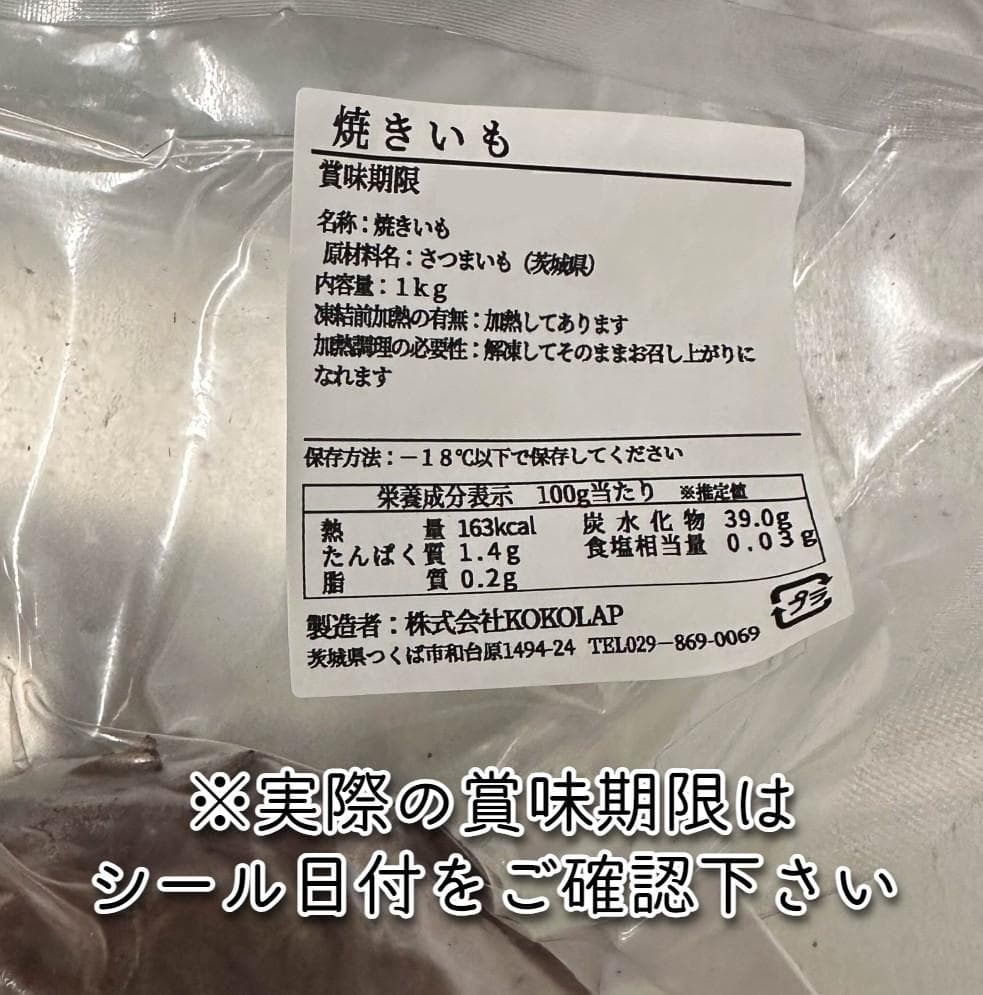 焼きいも
賞味期限
名称：焼きいも
原材料名：さつまいも（茨城県）
内容量：1kg
凍結前加熱の有無：加熱してあります
加熱調理の必要性：解凍してそのままお召し上がりに
なれます
保存方法：－18℃以下で保存してください
栄養成分表示 100g当たり ※推定値
熱量 163kcal 炭水化物 39.0g
たんぱく質 1.4g 食塩相当量 0.03g
脂質 0.2g
プラ
製造者：株式会社KOKOLAP
茨城県つくば市和台原1494-24 TEL029－869-0069
※実際の賞味期限は
シール日付をご確認下さい